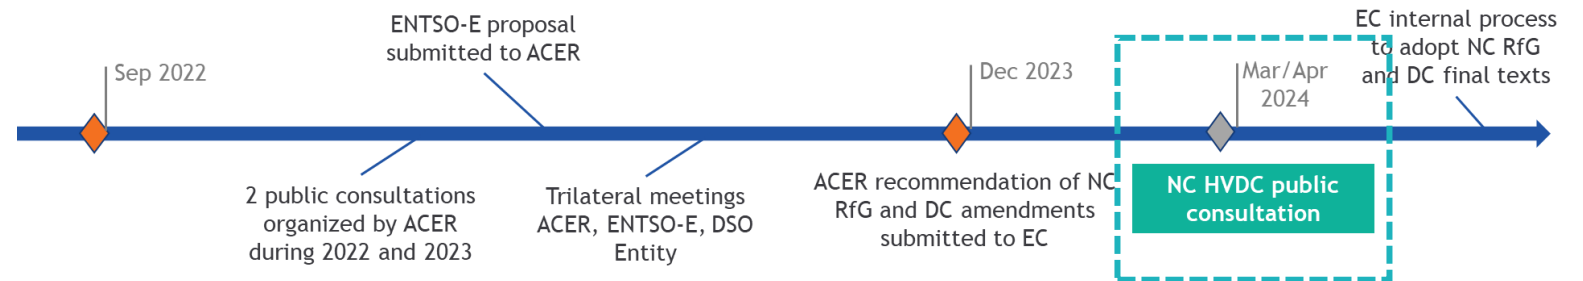 Sep 2022
2 public consultations
organized by ACER
during 2022 and 2023
ENTSO-E proposal
submitted to ACER
Trilateral meetings
ACER, ENTSO-E, DSO
Entity
Dec 2023
ACER recommendation of NC
RfG and DC amendments
submitted to EC
Mar/Apr
2024
NC HVDC public
consultation
EC internal process
to adopt NC RfG
and DC final texts